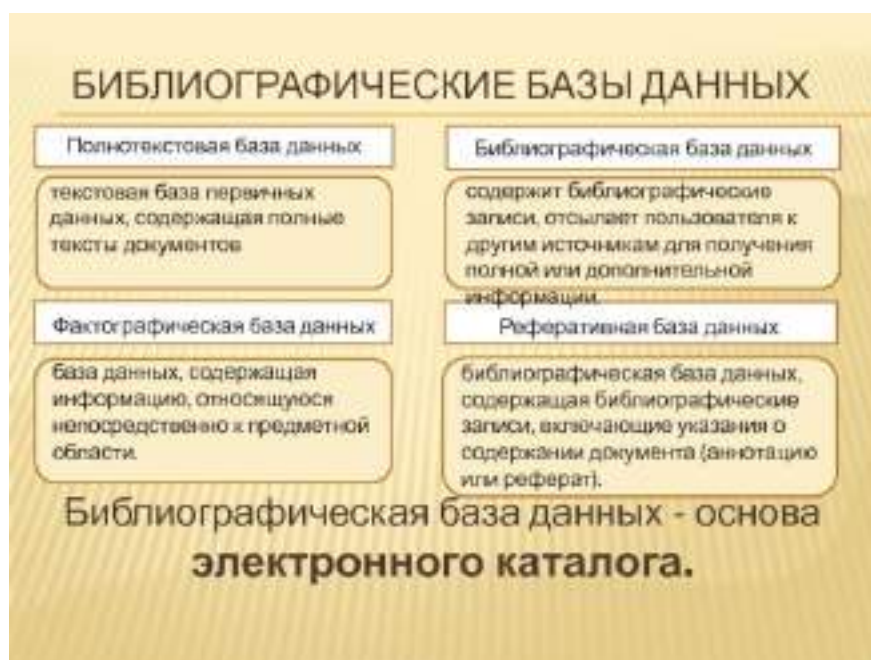 БИБЛИОГРАФИЧЕСКИЕ БАЗЫ ДАННЫХ
Полнотекстовая база данных
текстовая база первичных
данных, содержащая полные
тексты документов
Библиографическая база данных
содержит библиографические
записи, отсылает пользователя к
другим источникам для получения
полной или дополнительной
информации.
Фактографическая база данных
база данных, содержащая
информацию, относящуюся
непосредственно к предметной
области.
Реферативная база данных
библиографическая база данных,
содержащая библиографические
записи, включающие указания о
содержании документа (аннотацию
или реферат).
Библиографическая база данных - основа
электронного каталога.